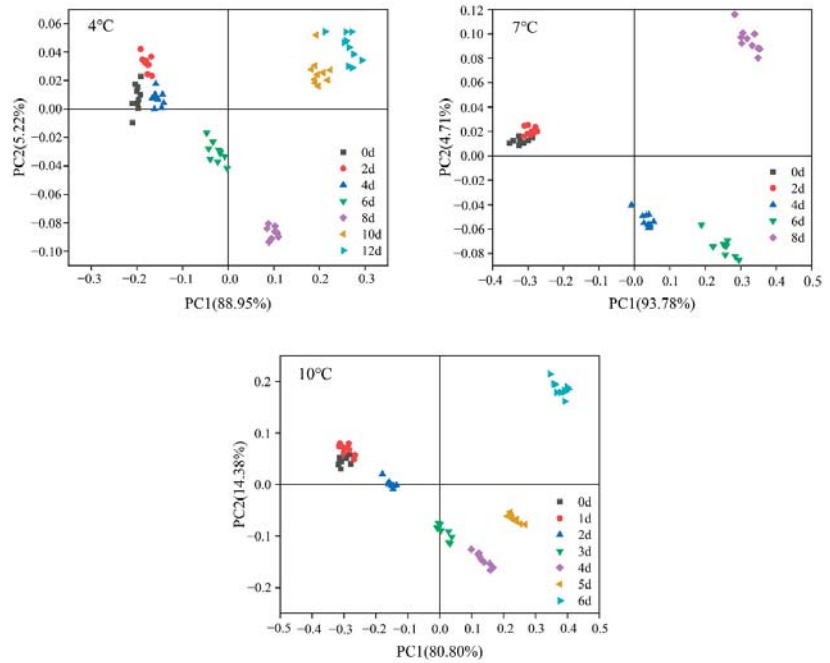 4℃
0.06
0.04
0.02
0.00
−0.02
−0.04
−0.06
−0.08
−0.10
PC2(5.22%)
0d
2d
4d
6d
8d
10d
12d
−0.3
−0.2
−0.1
0.0
0.1
0.2
0.3
PC1(88.95%)
7℃
0.12
0.10
0.08
0.06
0.04
0.02
0.00
−0.02
−0.04
−0.06
−0.08
PC2(4.71%)
0d
2d
4d
6d
8d
−0.4
−0.3
−0.2
−0.1
0.0
0.1
0.2
0.3
0.4
0.5
PC1(93.78%)
10℃
0.2
0.1
0.0
−0.1
−0.2
PC2(14.38%)
0d
1d
2d
3d
4d
5d
6d
−0.5
−0.4
−0.3
−0.2
−0.1
0.0
0.1
0.2
0.3
0.4
0.5
PC1(80.80%)